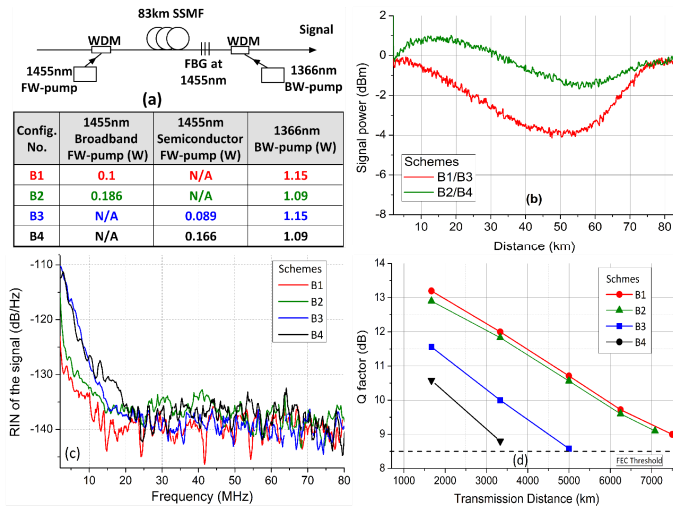 83km SSMF
WDM
WDM
Signal
1455nm
FW-pump
FBG at
1455nm
1366nm
BW-pump
(a)
Config. No. 1455nm Broadband FW-pump (W) 1455nm Semiconductor FW-pump (W) 1366nm BW-pump (W)
B1 0.1 N/A 1.15
B2 0.186 N/A 1.09
B3 N/A 0.089 1.15
B4 N/A 0.166 1.09
Signal power (dBm)
4
2
0
-2
-4
-6
-8
Schemes
B1/B3
B2/B4
(b)
0 10 20 30 40 50 60 70 80
Distance (km)
RIN of the signal (dB/Hz)
-110
-120
-130
-140
Schemes
B1
B2
B3
B4
(c)
10 20 30 40 50 60 70 80
Frequency (MHz)
Q factor (dB)
14
13
12
11
10
9
8
Schmes
B1
B2
B3
B4
(d)
FEC Threshold
1000 2000 3000 4000 5000 6000 7000
Transmission Distance (km)